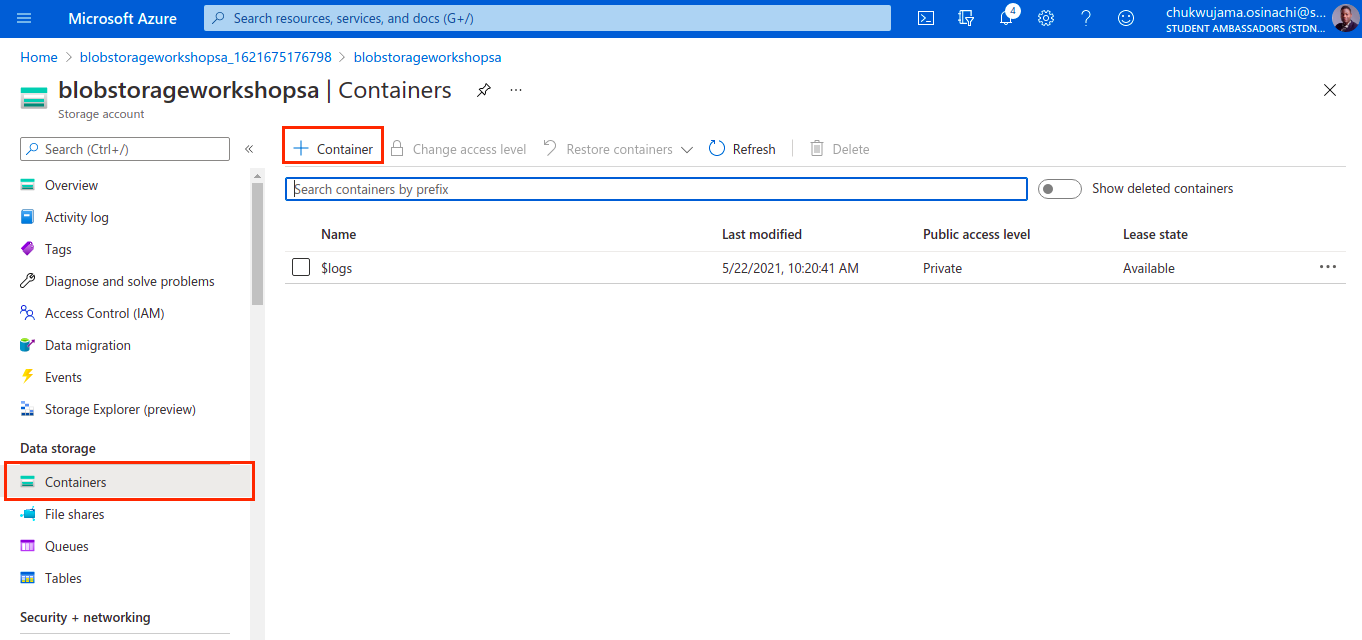 Microsoft Azure
Search resources, services, and docs (G+/)
4
chukwujama.osinachi@s...
STUDENT AMBASSADORS (STDN...
Home > blobstorageworkshopsa_1621675176798 > blobstorageworkshopsa
blobstorageworkshopsa | Containers
...
Storage account
Search (Ctrl+/)
«
Overview
Activity log
Tags
Diagnose and solve problems
Access Control (IAM)
Data migration
Events
Storage Explorer (preview)
Data storage
Containers
File shares
Queues
Tables
Security + networking
+ Container
Change access level
Restore containers
Refresh
Delete
Search containers by prefix
Show deleted containers
Name Last modified Public access level Lease state
$logs 5/22/2021, 10:20:41 AM Private Available ...